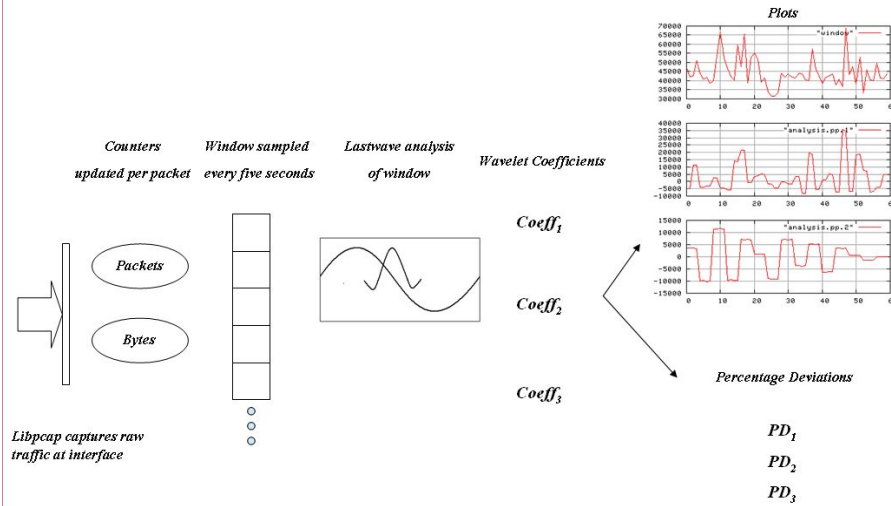 Plots
"window"
70000
65000
60000
55000
50000
45000
40000
35000
30000
0 10 20 30 40 50 60
"analysis.pp.1"
40000
35000
30000
25000
20000
15000
10000
5000
0
-5000
-10000
0 10 20 30 40 50 60
"analysis.pp.2"
15000
10000
5000
0
-5000
-10000
-15000
0 10 20 30 40 50 60
Counters
updated per packet
Window sampled
every five seconds
Lastwave analysis
of window
Wavelet Coefficients
Packets
Bytes
Coeff1
Coeff2
Coeff3
Libpcap captures raw
traffic at interface
Percentage Deviations
PD1
PD2
PD3